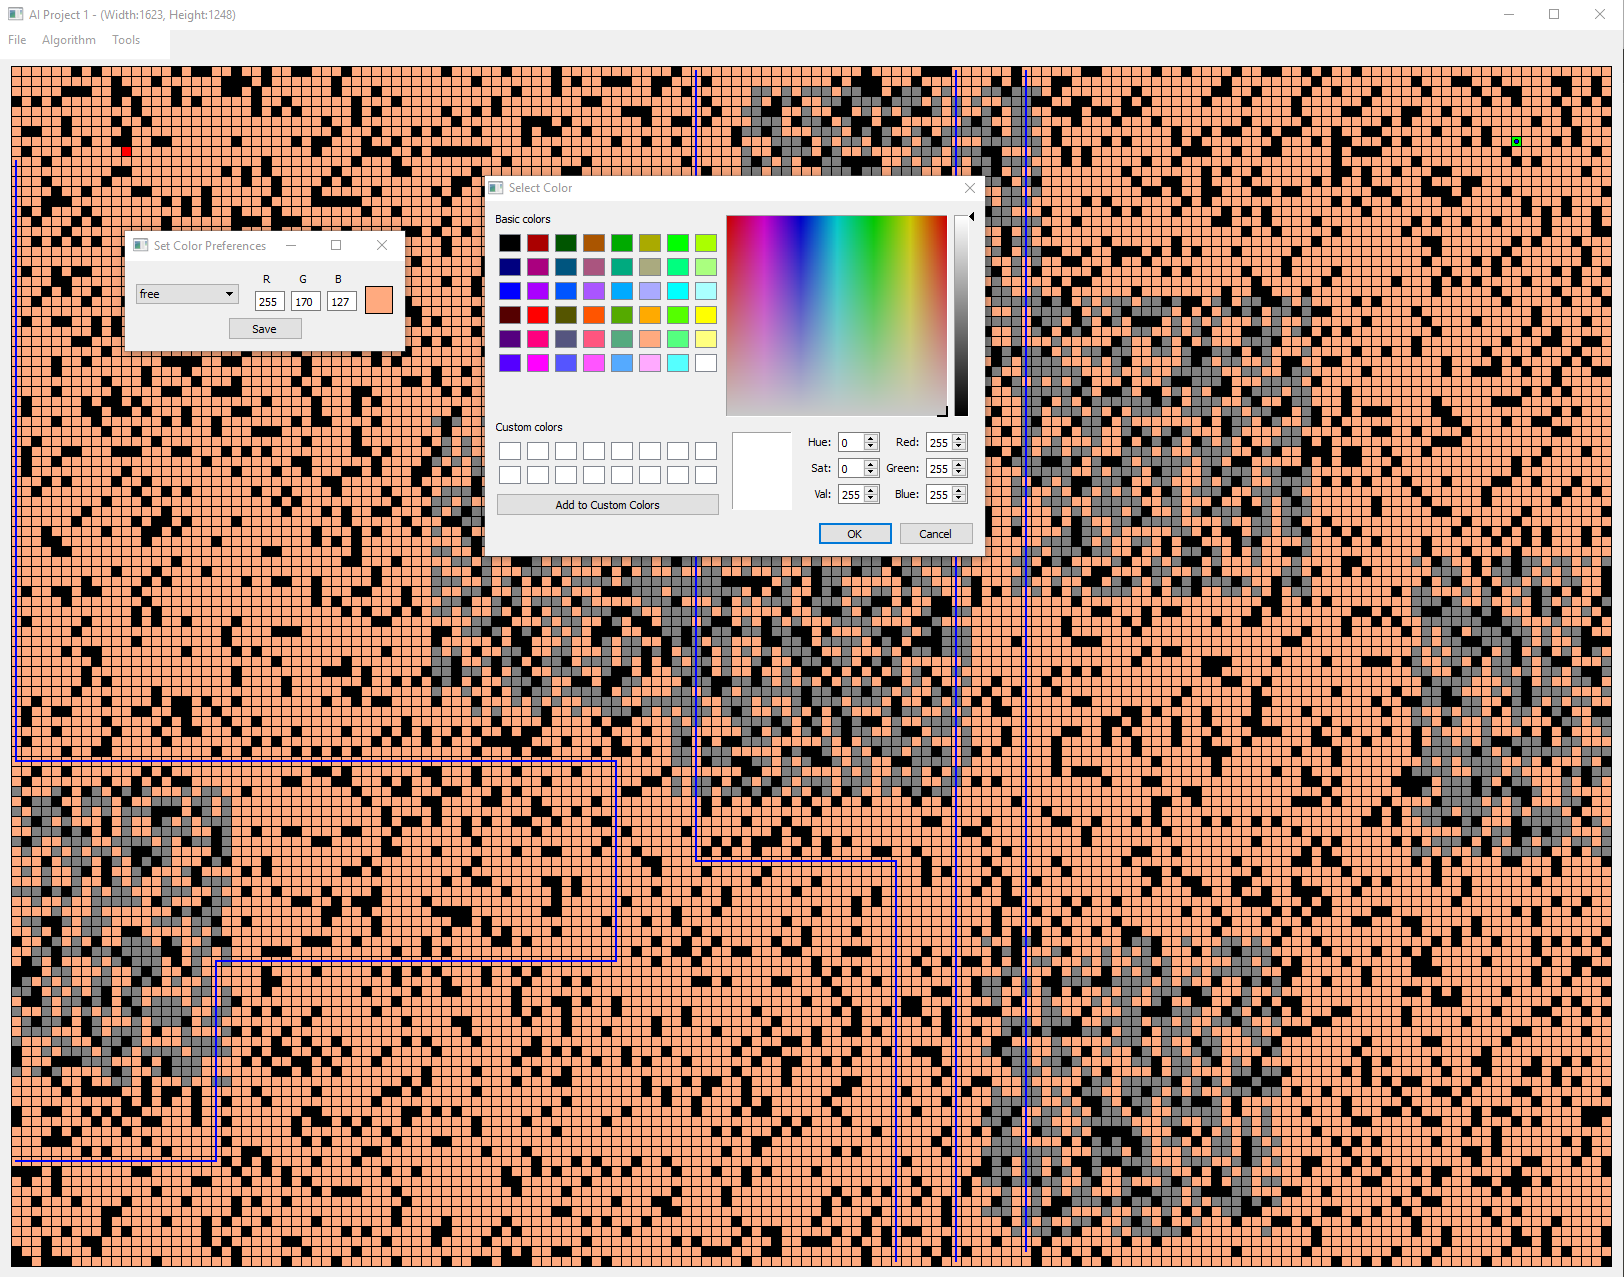 AI Project 1 - (Width:1623, Height:1248)
File Algorithm Tools
Select Color
Basic colors
Set Color Preferences
R G B
free 255 170 127
Save
Custom colors
Hue: 0 Red: 255
Sat: 0 Green: 255
Val: 255 Blue: 255
Add to Custom Colors
OK Cancel